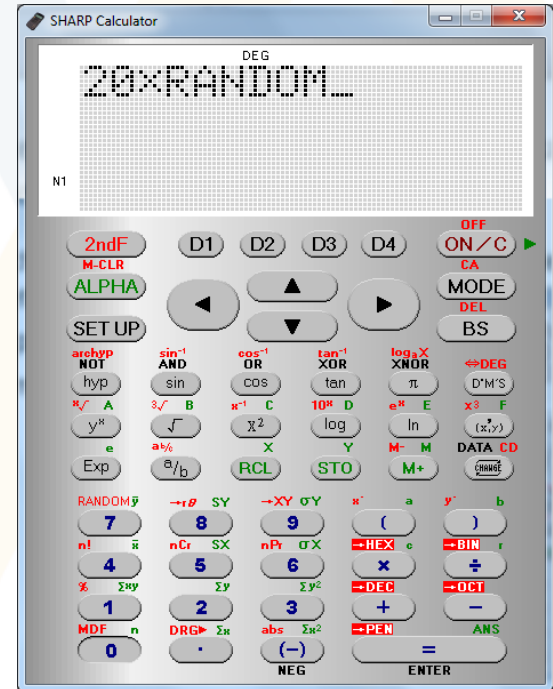 SHARP Calculator
DEG
20×RANDOM_
N1
OFF
2ndF D1 D2 D3 D4 ON/C
M-CLR CA
ALPHA ◄ ▲ ► MODE
DEL
SET UP ▼ BS
archyp sin⁻¹ cos⁻¹ tan⁻¹ logₐX
NOT AND OR XOR XNOR ⇔DEG
hyp sin cos tan π D°M'S
ˣ√ A ³√ B x⁻¹ C 10ˣ D eˣ E x³ F
yˣ √ X² log ln (x,y)
e a b/c X Y M- M DATA CD
Exp a/b RCL STO M+ CHANGE
RANDOM ȳ →rθ SY →XY σY x´ a y´ b
7 8 9 ( )
n! x̄ nCr SX nPr σX →HEX c →BIN r
4 5 6 × ÷
% Σxy Σy Σy² →DEC →OCT
1 2 3 + −
MDF n DRG► Σx abs Σx² →PEN ANS
0 · (−) =
NEG ENTER